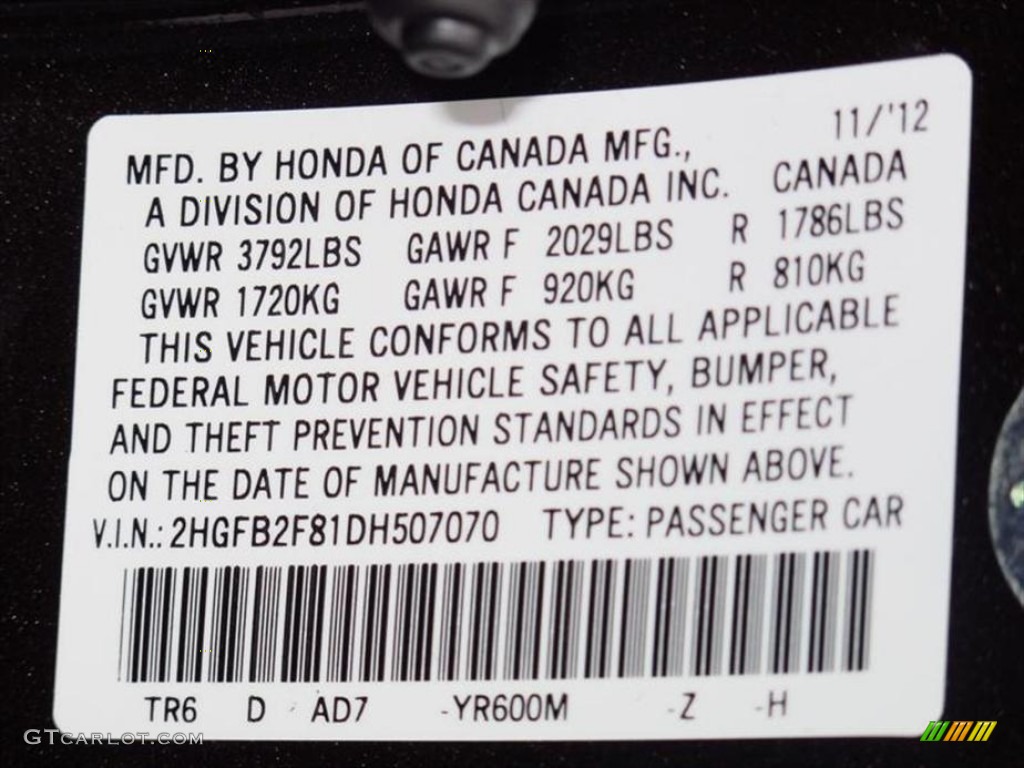 11/'12
MFD. BY HONDA OF CANADA MFG.,
A DIVISION OF HONDA CANADA INC. CANADA
GVWR 3792LBS GAWR F 2029LBS R 1786LBS
GVWR 1720KG GAWR F 920KG R 810KG
THIS VEHICLE CONFORMS TO ALL APPLICABLE
FEDERAL MOTOR VEHICLE SAFETY, BUMPER,
AND THEFT PREVENTION STANDARDS IN EFFECT
ON THE DATE OF MANUFACTURE SHOWN ABOVE.
V.I.N.: 2HGFB2F81DH507070 TYPE: PASSENGER CAR
TR6 D - AD7 -YR600M -Z -H
GTCARLOT.COM